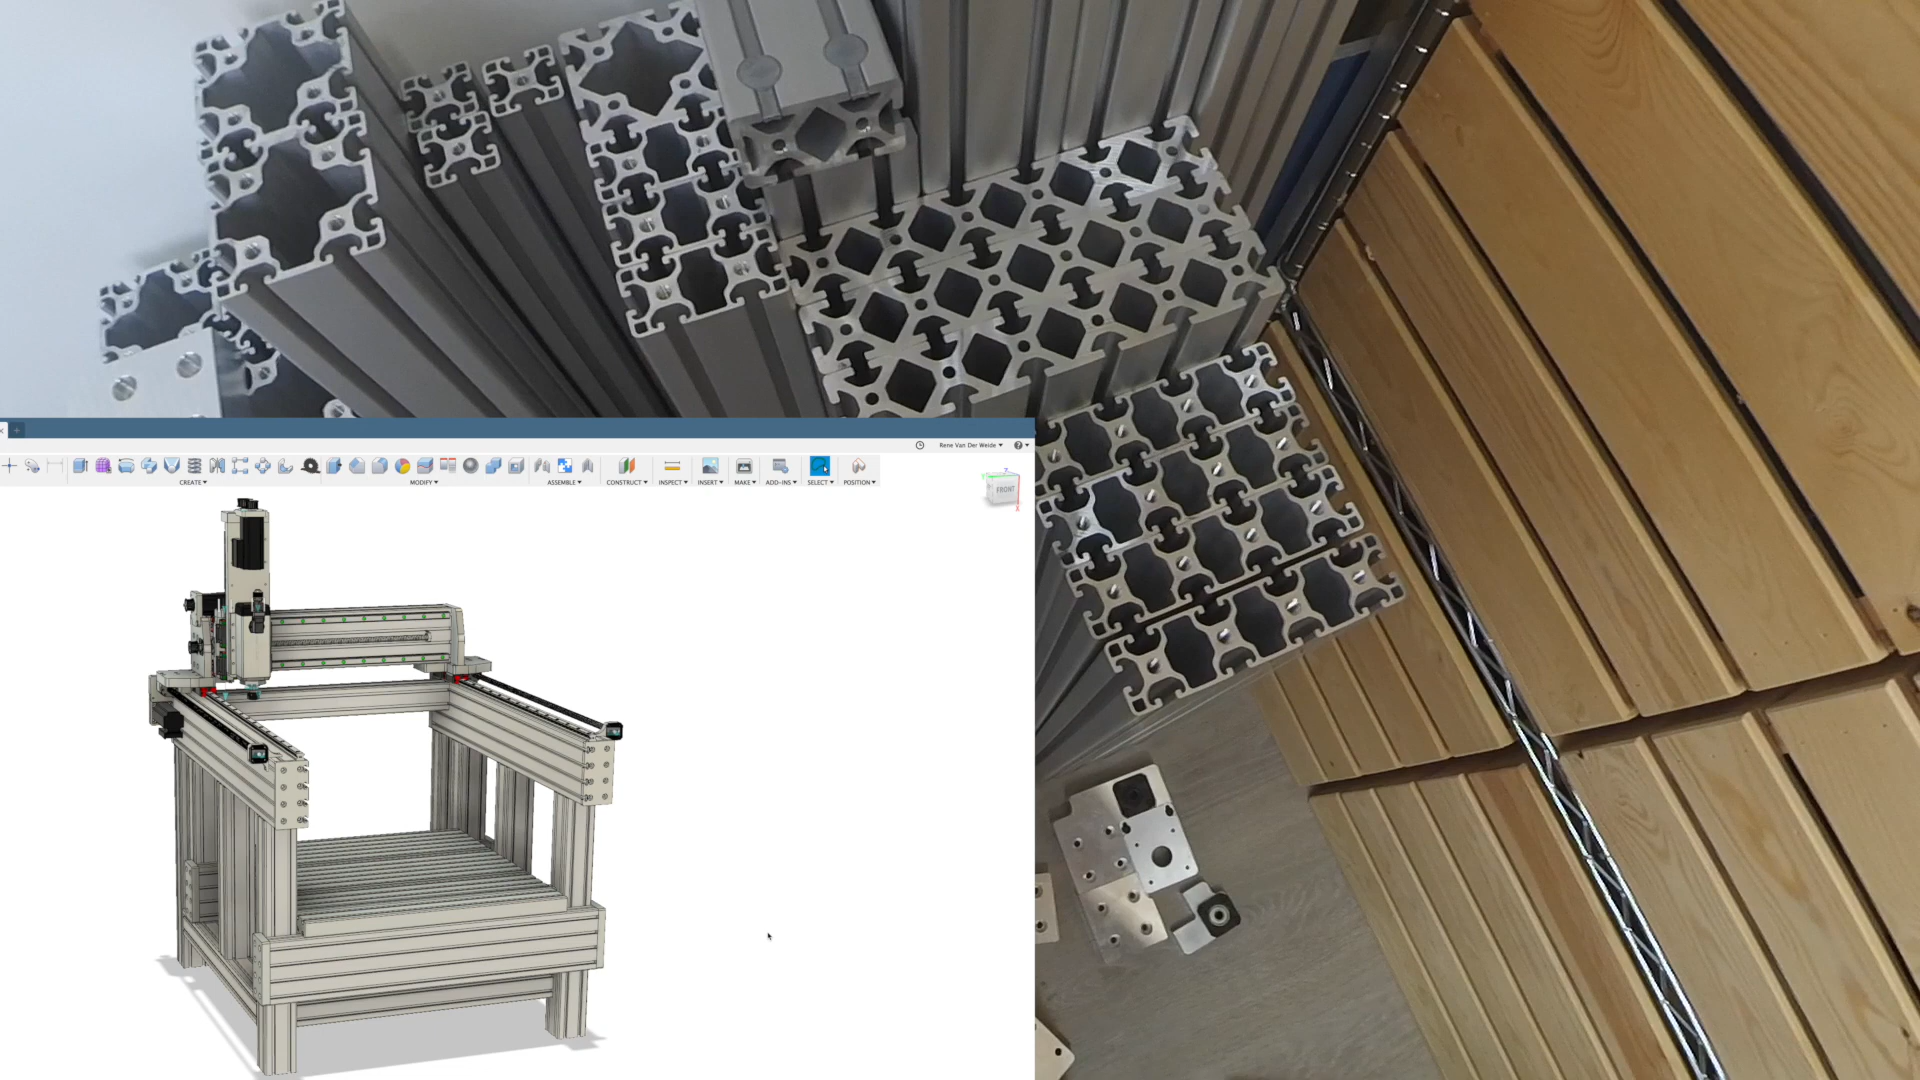 Rene Van Der Weide ▾
CREATE ▾ MODIFY ▾ ASSEMBLE ▾ CONSTRUCT ▾ INSPECT ▾ INSERT ▾ MAKE ▾ ADD-INS ▾ SELECT ▾ POSITION ▾
FRONT